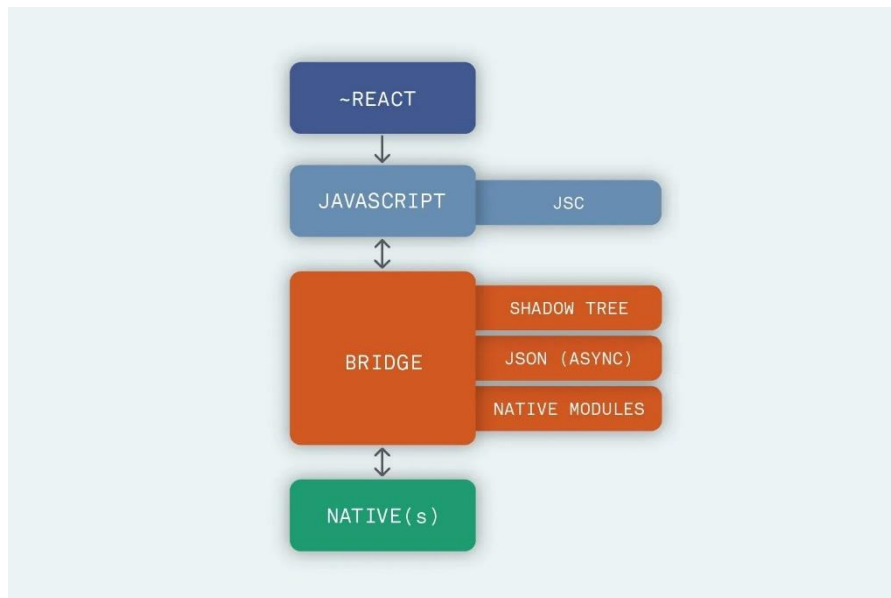 ~REACT
JAVASCRIPT
JSC
BRIDGE
SHADOW TREE
JSON (ASYNC)
NATIVE MODULES
NATIVE(s)